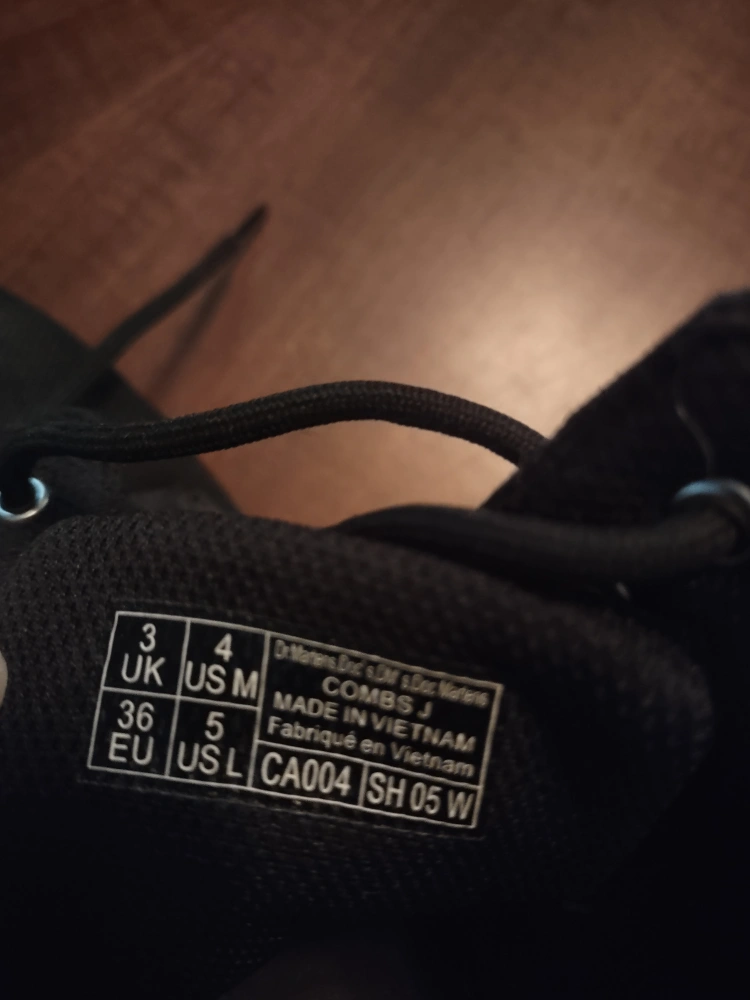 3
UK
4
US M
36
EU
5
US L
Dr.Martens.Doc's.DM's.Doc Martens
COMBS J
MADE IN VIETNAM
Fabriqué en Vietnam
CA004
SH 05 W